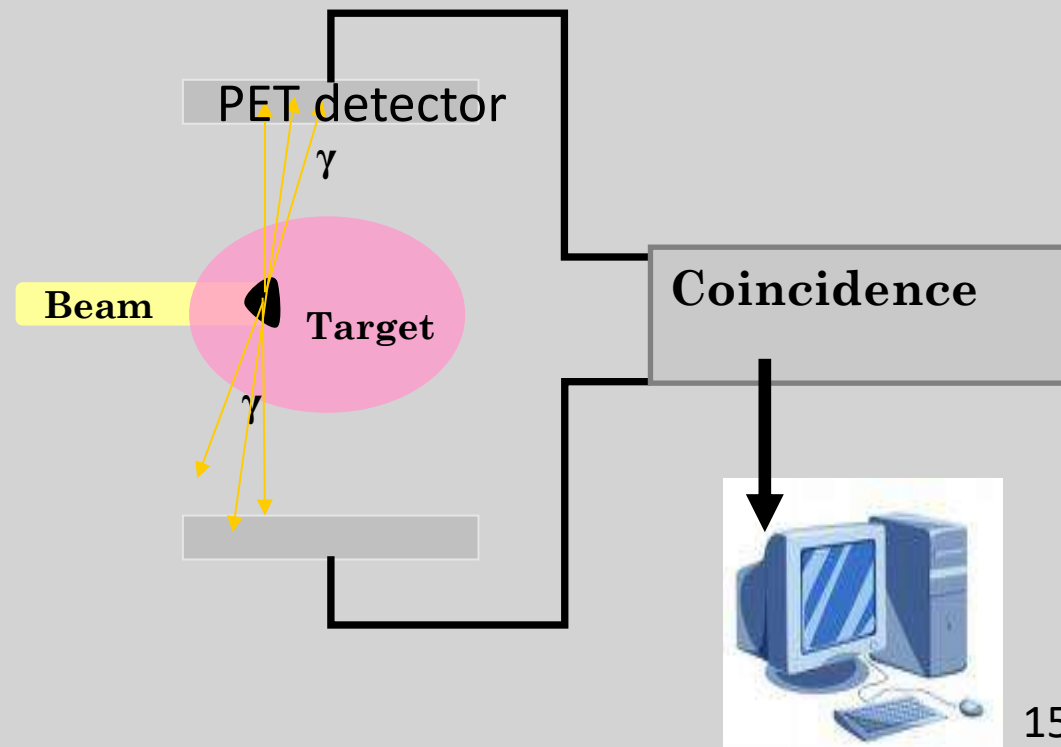 PET detector
γ
Beam
Target
Coincidence
γ
15